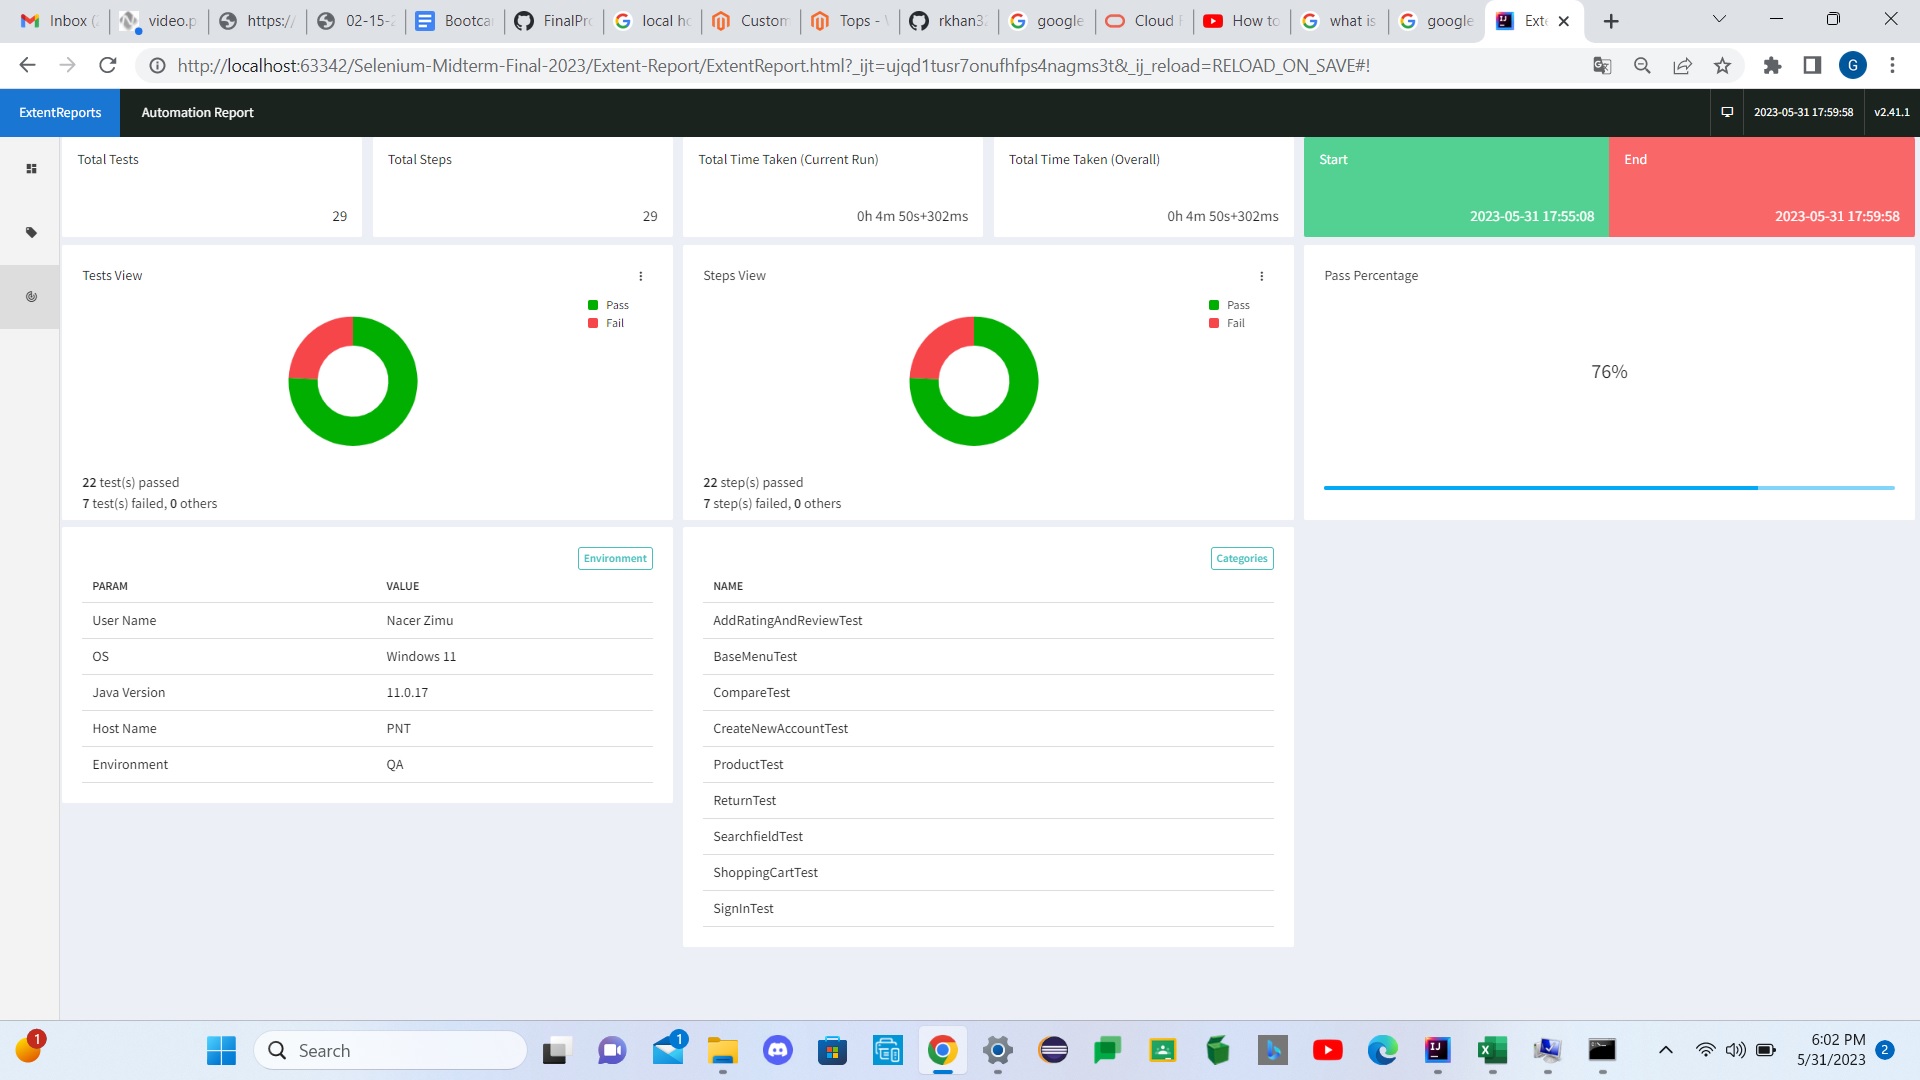 Inbox (2
video.p
https:/
02-15-2
Bootca
FinalPr
local ho
Custom
Tops - V
rkhan3
google
Cloud F
How to
what is
google
Exte
http://localhost:63342/Selenium-Midterm-Final-2023/Extent-Report/ExtentReport.html?_ijt=ujqd1tusr7onufhfps4nagms3t&_ij_reload=RELOAD_ON_SAVE#!
G
ExtentReports
Automation Report
2023-05-31 17:59:58
v2.41.1
Total Tests
29
Total Steps
29
Total Time Taken (Current Run)
0h 4m 50s+302ms
Total Time Taken (Overall)
0h 4m 50s+302ms
Start
2023-05-31 17:55:08
End
2023-05-31 17:59:58
Tests View
Pass
Fail
22 test(s) passed
7 test(s) failed, 0 others
Steps View
Pass
Fail
22 step(s) passed
7 step(s) failed, 0 others
Pass Percentage
76%
Environment
PARAM VALUE
User Name Nacer Zimu
OS Windows 11
Java Version 11.0.17
Host Name PNT
Environment QA
Categories
NAME
AddRatingAndReviewTest
BaseMenuTest
CompareTest
CreateNewAccountTest
ProductTest
ReturnTest
SearchfieldTest
ShoppingCartTest
SignInTest
1
Search
1
6:02 PM
5/31/2023
2